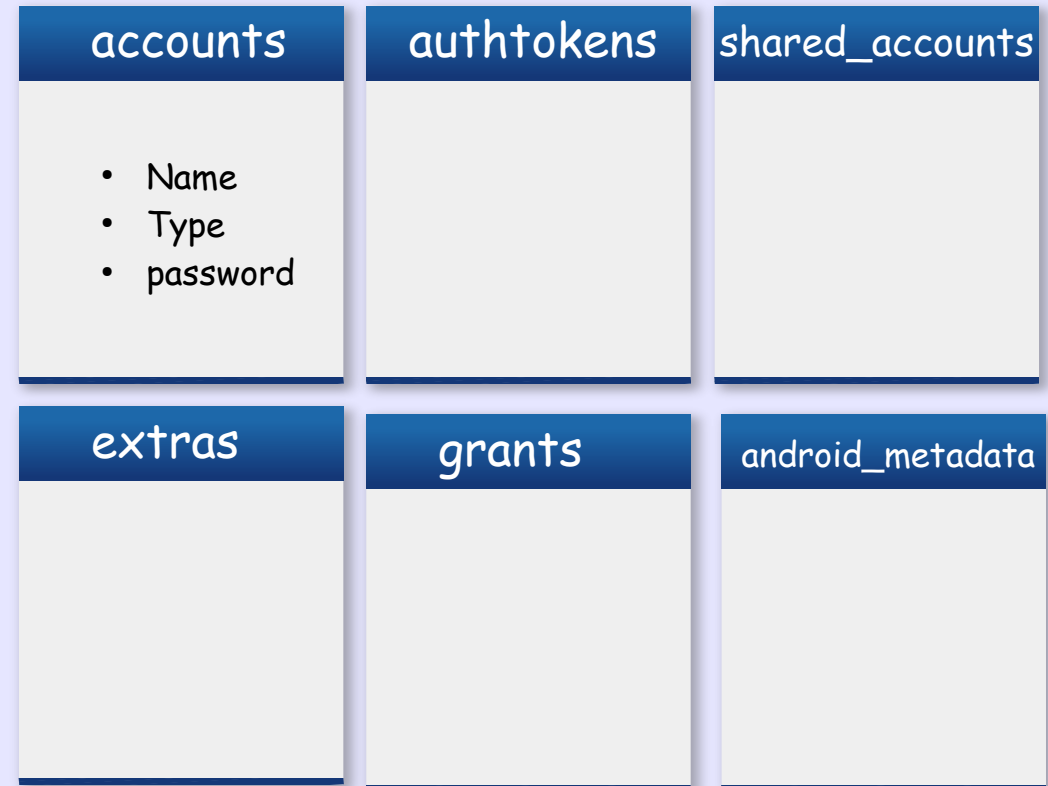 accounts
authtokens
shared_accounts
• Name
• Type
• password
extras
grants
android_metadata